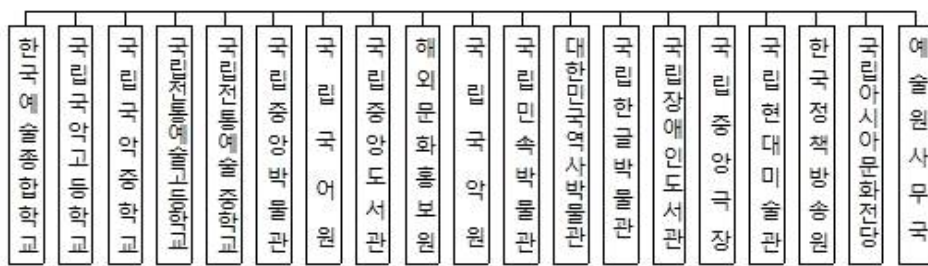 한국예술종합학교
국립국악고등학교
국립국악중학교
국립전통예술고등학교
국립전통예술중학교
국립중앙박물관
국립국어원
국립중앙도서관
해외문화홍보원
국립국악원
국립민속박물관
대한민국역사박물관
국립한글박물관
국립장애인도서관
국립중앙극장
국립현대미술관
한국정책방송원
국립아시아문화전당
예술원사무국